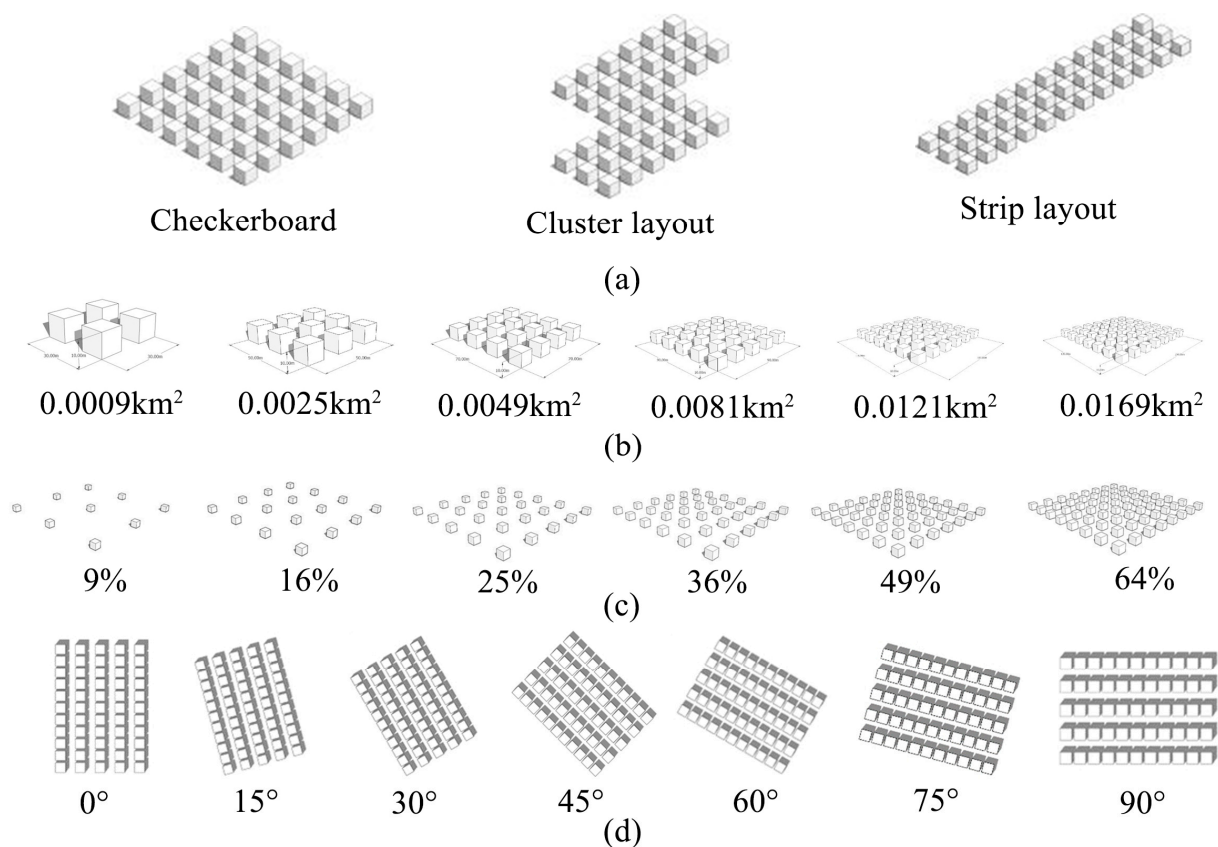 Checkerboard Cluster layout Strip layout
(a)
0.0009km² 0.0025km² 0.0049km² 0.0081km² 0.0121km² 0.0169km²
(b)
9% 16% 25% 36% 49% 64%
(c)
0° 15° 30° 45° 60° 75° 90°
(d)